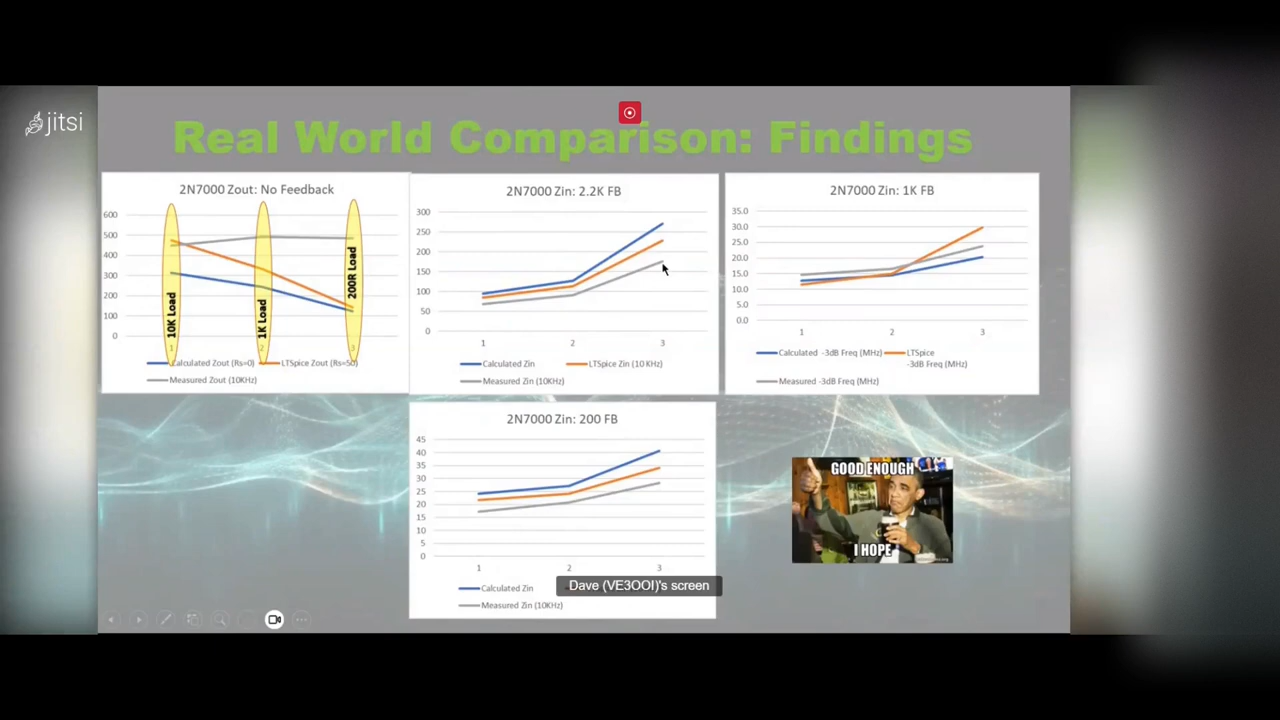 jitsi
Real World Comparison: Findings
2N7000 Zout: No Feedback
600
500
400
300
200
100
0
10K Load
1K Load
200R Load
1
2
3
Calculated Zout (Rs=0)
LTSpice Zout (Rs=50)
Measured Zout (10KHz)
2N7000 Zin: 2.2K FB
300
250
200
150
100
50
0
1
2
3
Calculated Zin
LTSpice Zin (10 KHz)
Measured Zin (10KHz)
2N7000 Zin: 1K FB
35.0
30.0
25.0
20.0
15.0
10.0
5.0
0.0
1
2
3
Calculated -3dB Freq (MHz)
LTSpice
-3dB Freq (MHz)
Measured -3dB Freq (MHz)
2N7000 Zin: 200 FB
45
40
35
30
25
20
15
10
5
0
1
2
3
Calculated Zin
Measured Zin (10KHz)
Dave (VE3OOI)'s screen
GOOD ENOUGH
I HOPE